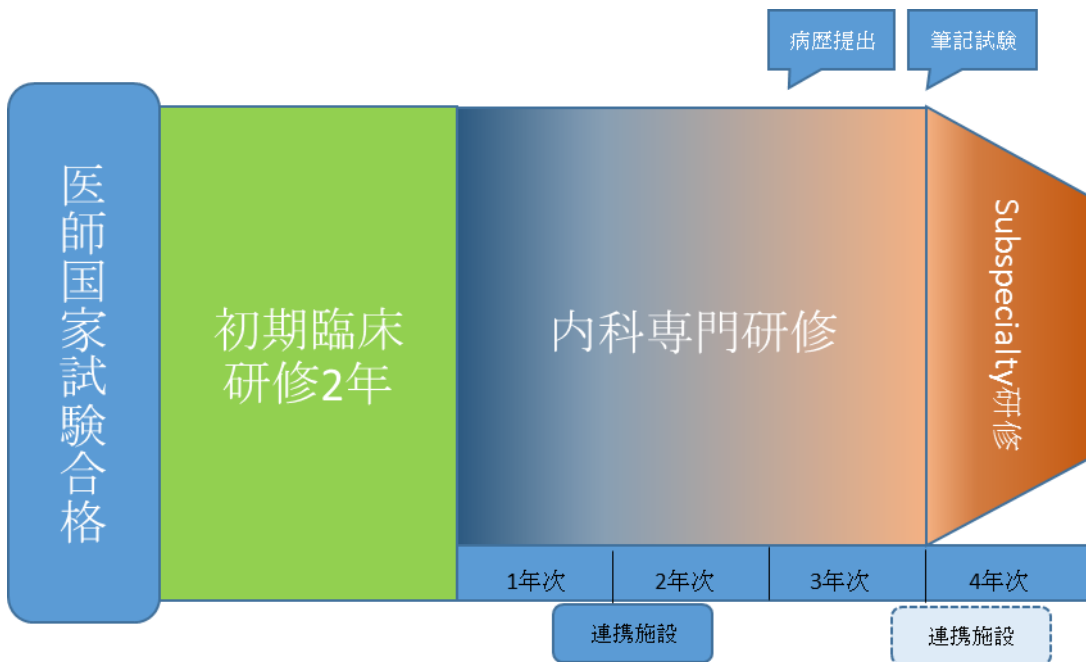 病歴提出
筆記試験
医師国家試験合格
初期臨床
研修2年
内科専門研修
Subspecialty研修
1年次
2年次
3年次
4年次
連携施設
連携施設